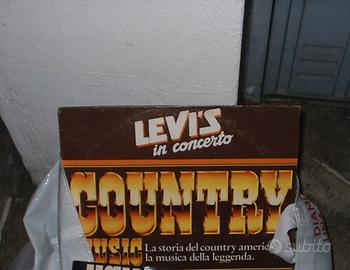 LEVI'S
in concerto
COUNTRY
MUSIC
La storia del country americ
la musica della leggenda.
subito